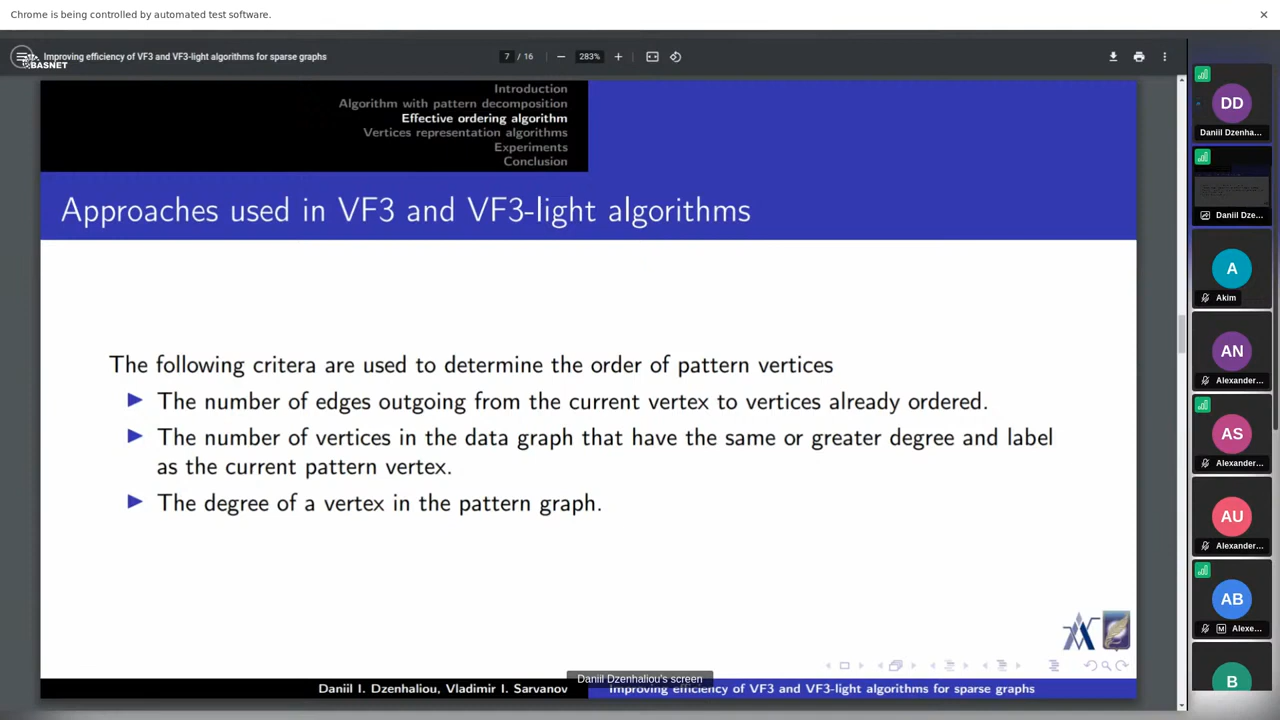 Chrome is being controlled by automated test software.
BASNET
Improving efficiency of VF3 and VF3-light algorithms for sparse graphs
7 / 16
283%
Introduction
Algorithm with pattern decomposition
Effective ordering algorithm
Vertices representation algorithms
Experiments
Conclusion
Approaches used in VF3 and VF3-light algorithms
The following critera are used to determine the order of pattern vertices
The number of edges outgoing from the current vertex to vertices already ordered.
The number of vertices in the data graph that have the same or greater degree and label
as the current pattern vertex.
The degree of a vertex in the pattern graph.
Daniil Dzenhaliou's screen
Daniil I. Dzenhaliou, Vladimir I. Sarvanov
Improving efficiency of VF3 and VF3-light algorithms for sparse graphs
DD
Daniil Dzenha...
Daniil Dze...
A
Akim
AN
Alexander...
AS
Alexander...
AU
Alexander...
AB
M
Alexe...
B